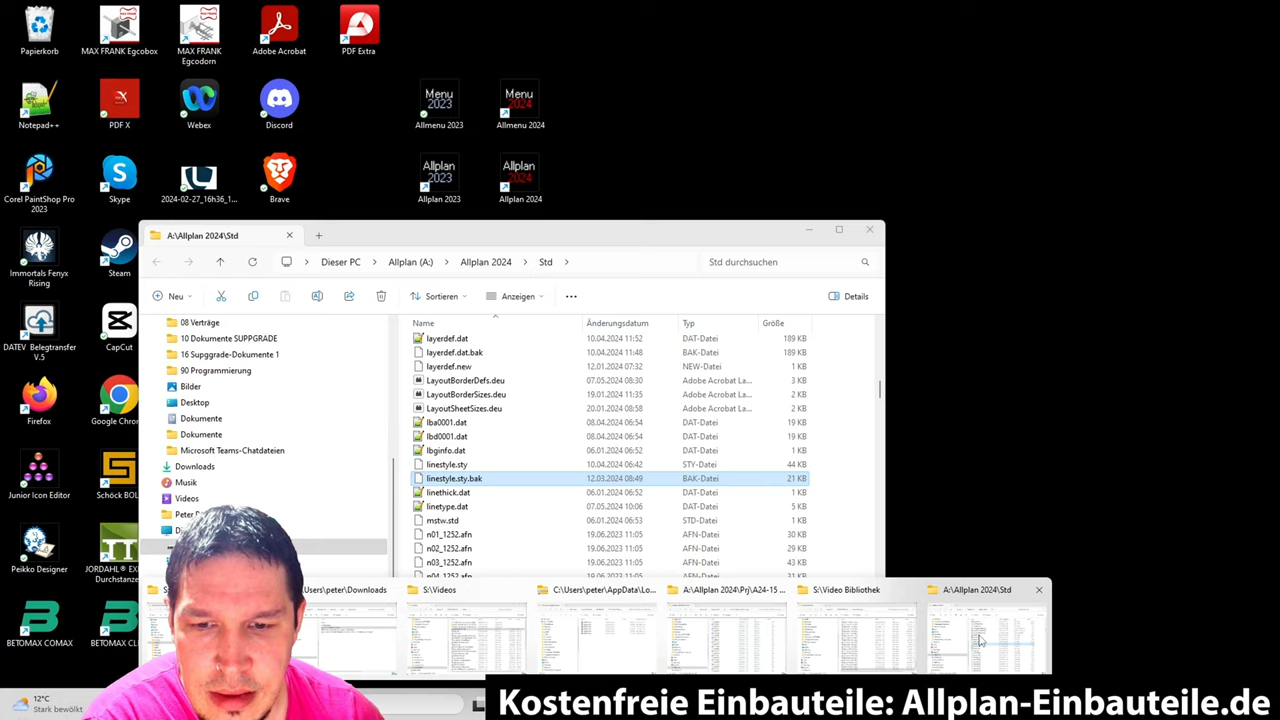 Papierkorb
MAX FRANK Egcobox
MAX FRANK
Egcodorn
Adobe Acrobat
PDF Extra
Notepad++
PDF X
Webex
Discord
Menu
2023
Allmenu 2023
Menu
2024
Allmenu 2024
Corel PaintShop Pro
2023
Skype
2024-02-27_16h36_1...
Brave
Allplan
2023
Allplan 2023
Allplan
2024
Allplan 2024
Immortals Fenyx
Rising
Steam
DATEV Belegtransfer
V.5
CapCut
Firefox
Google Chro
Junior Icon Editor
Schöck BOL
Peikko Designer
JORDAHL® EX
Durchstanze
BETOMAX COMAX
BETOMAX CL
A:\Allplan 2024\Std
Dieser PC > Allplan (A:) > Allplan 2024 > Std >
Std durchsuchen
Neu
Sortieren
Anzeigen
Details
08 Verträge
10 Dokumente SUPPGRADE
16 Supggrade-Dokumente 1
90 Programmierung
Bilder
Desktop
Dokumente
Dokumente
Microsoft Teams-Chatdateien
Downloads
Musik
Videos
Peter
Name Änderungsdatum Typ Größe
layerdef.dat 10.04.2024 11:52 DAT-Datei 189 KB
layerdef.dat.bak 10.04.2024 11:48 BAK-Datei 189 KB
layerdef.new 12.01.2024 07:32 NEW-Datei 1 KB
LayoutBorderDefs.deu 07.05.2024 08:30 Adobe Acrobat La... 3 KB
LayoutBorderSizes.deu 19.01.2024 11:35 Adobe Acrobat La... 2 KB
LayoutSheetSizes.deu 20.01.2024 08:58 Adobe Acrobat La... 2 KB
lba0001.dat 08.04.2024 06:54 DAT-Datei 19 KB
lbd0001.dat 08.04.2024 06:54 DAT-Datei 19 KB
lbginfo.dat 08.04.2024 06:52 DAT-Datei 1 KB
linestyle.sty 10.04.2024 06:42 STY-Datei 44 KB
linestyle.sty.bak 12.03.2024 08:49 BAK-Datei 21 KB
linethick.dat 06.01.2024 06:52 DAT-Datei 1 KB
linetype.dat 07.05.2024 10:06 DAT-Datei 5 KB
mstw.std 06.01.2024 06:53 STD-Datei 1 KB
n01_1252.afn 19.06.2023 11:05 AFN-Datei 30 KB
n02_1252.afn 19.06.2023 11:05 AFN-Datei 29 KB
n03_1252.afn 19.06.2023 11:05 AFN-Datei 31 KB
n04_1252.afn 19.06.2023 11:05 AFN-Datei 31 KB
Users\peter\Downloads
S:\Videos
C:\Users\peter\AppData\Lo...
A:\Allplan 2024\Prj\A24-15 ...
S:\Video Bibliothek
A:\Allplan 2024\Std
12°C
Stark bewölkt
Kostenfreie Einbauteile: Allplan-Einbauteile.de